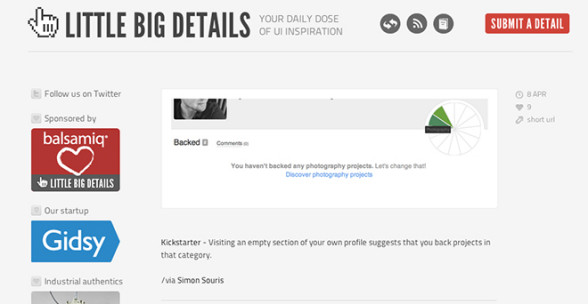 LITTLE BIG DETAILS
YOUR DAILY DOSE
OF UI INSPIRATION
SUBMIT A DETAIL
Follow us on Twitter
Sponsored by
balsamiq
LITTLE BIG DETAILS
Our startup
Gidsy
Industrial authentics
Backed
Comments
You haven't backed any photography projects. Let's change that!
Discover photography projects
8 APR
9
short url
Kickstarter - Visiting an empty section of your own profile suggests that you back projects in
that category.
/via Simon Souris